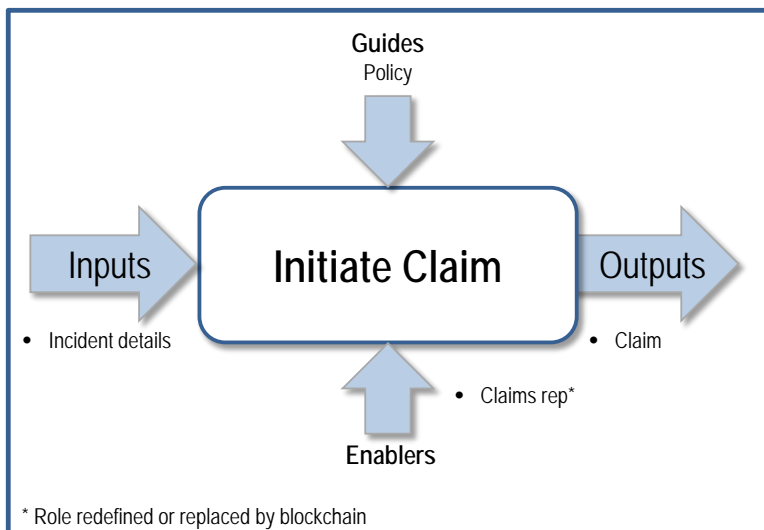 Guides
Policy
Inputs
Initiate Claim
Outputs
• Incident details
• Claim
• Claims rep*
Enablers
* Role redefined or replaced by blockchain